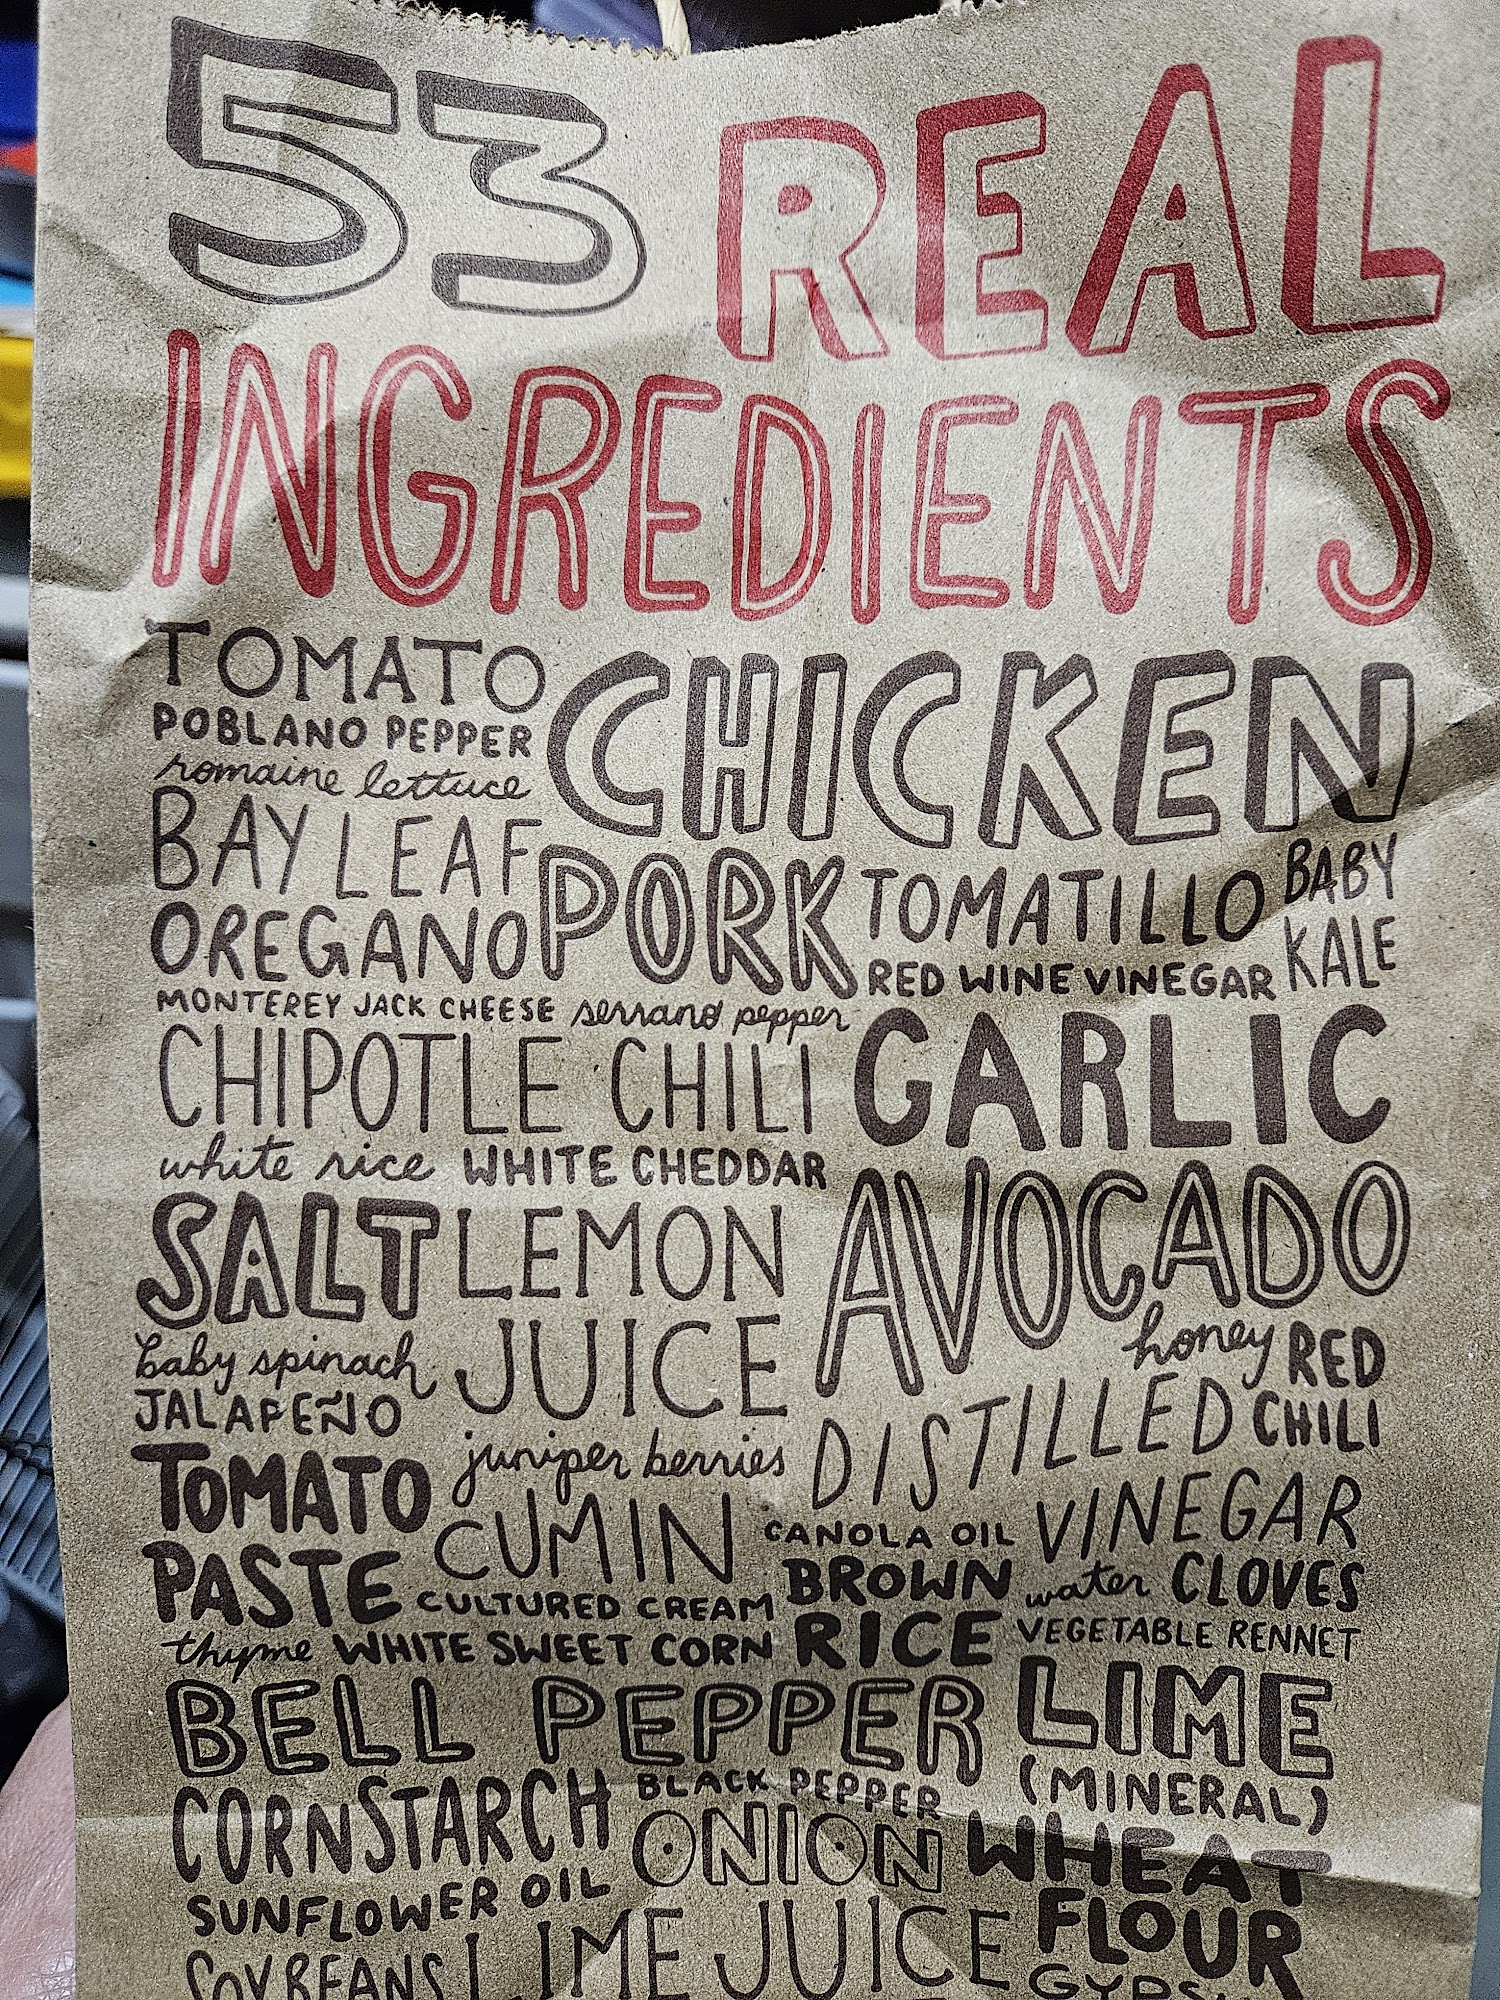 53 REAL
INGREDIENTS
TOMATO
POBLANO PEPPER
romaine lettuce
CHICKEN
BAY LEAF
OREGANO
PORK
TOMATILLO
BABY
KALE
RED WINE VINEGAR
MONTEREY JACK CHEESE serrano pepper
CHIPOTLE CHILI
GARLIC
white rice WHITE CHEDDAR
SALT
LEMON
JUICE
AVOCADO
baby spinach
JALAPEÑO
honey RED
CHILI
juniper berries
DISTILLED
VINEGAR
TOMATO
PASTE
CUMIN
CANOLA OIL
CULTURED CREAM
BROWN
RICE
water CLOVES
thyme WHITE SWEET CORN
VEGETABLE RENNET
BELL PEPPER
LIME
(MINERAL)
CORNSTARCH
BLACK PEPPER
ONION
WHEAT
FLOUR
SUNFLOWER OIL
SOYBEANS
LIME JUICE